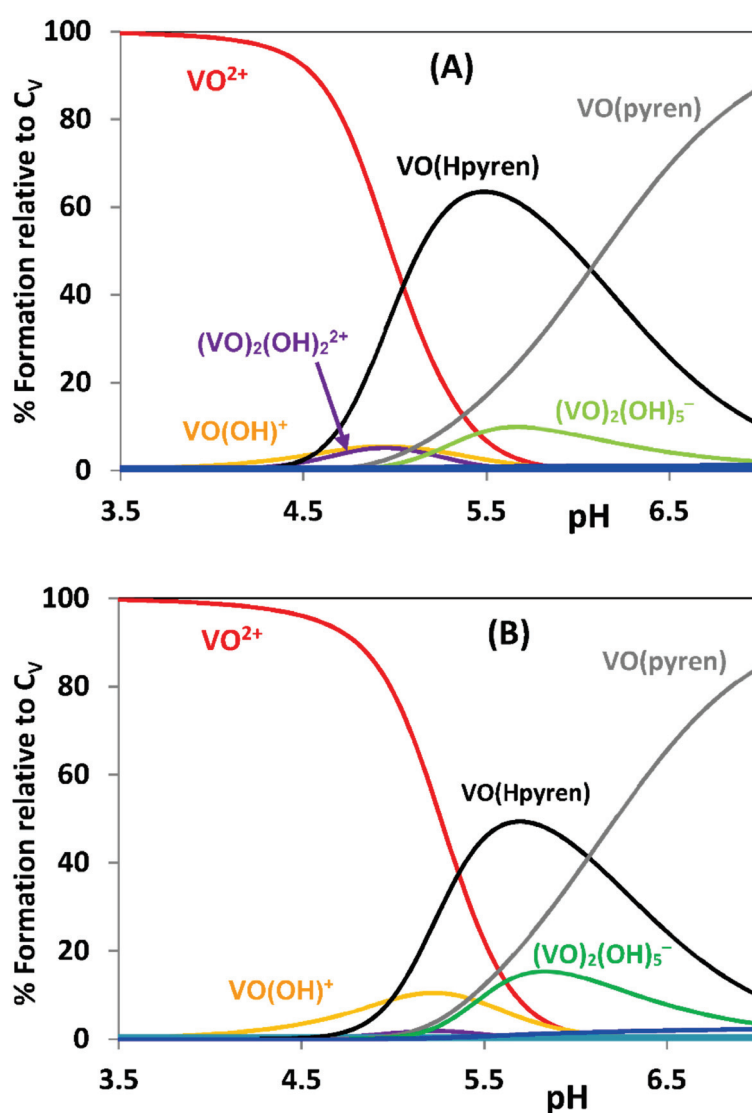 % Formation relative to Cᵥ
100
80
60
40
20
0
(A)
VO²⁺
VO(pyren)
VO(Hpyren)
(VO)₂(OH)₂²⁺
VO(OH)⁺
(VO)₂(OH)₅⁻
3.5 4.5 5.5 pH 6.5
% Formation relative to Cᵥ
100
80
60
40
20
0
(B)
VO²⁺
VO(pyren)
VO(Hpyren)
(VO)₂(OH)₅⁻
VO(OH)⁺
3.5 4.5 5.5 pH 6.5